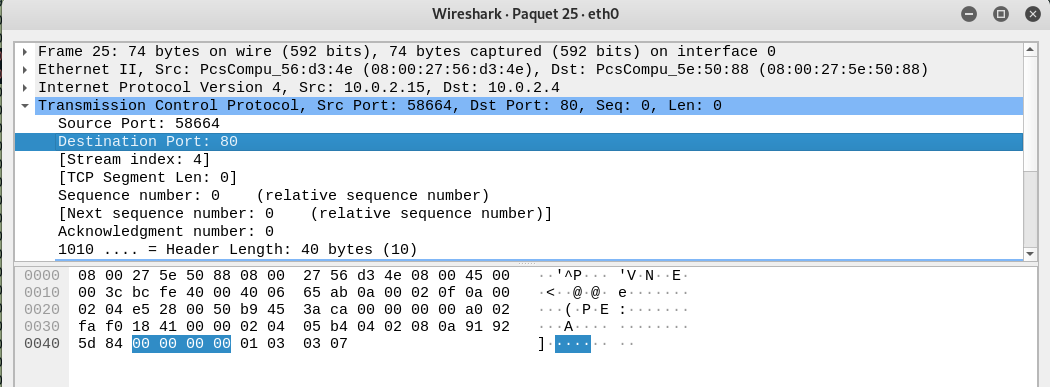 Wireshark · Paquet 25 · eth0
Frame 25: 74 bytes on wire (592 bits), 74 bytes captured (592 bits) on interface 0
Ethernet II, Src: PcsCompu_56:d3:4e (08:00:27:56:d3:4e), Dst: PcsCompu_5e:50:88 (08:00:27:5e:50:88)
Internet Protocol Version 4, Src: 10.0.2.15, Dst: 10.0.2.4
Transmission Control Protocol, Src Port: 58664, Dst Port: 80, Seq: 0, Len: 0
Source Port: 58664
Destination Port: 80
[Stream index: 4]
[TCP Segment Len: 0]
Sequence number: 0    (relative sequence number)
[Next sequence number: 0    (relative sequence number)]
Acknowledgment number: 0
1010 .... = Header Length: 40 bytes (10)
0000  08 00 27 5e 50 88 08 00  27 56 d3 4e 08 00 45 00  ··'^P··· 'V·N··E·
0010  00 3c bc fe 40 00 40 06  65 ab 0a 00 02 0f 0a 00  ·<··@·@· e·······
0020  02 04 e5 28 00 50 b9 45  3a ca 00 00 00 00 a0 02  ···(·P·E :·······
0030  fa f0 18 41 00 00 02 04  05 b4 04 02 08 0a 91 92  ···A···· ········
0040  5d 84 00 00 00 00 01 03  03 07  ]······· ··